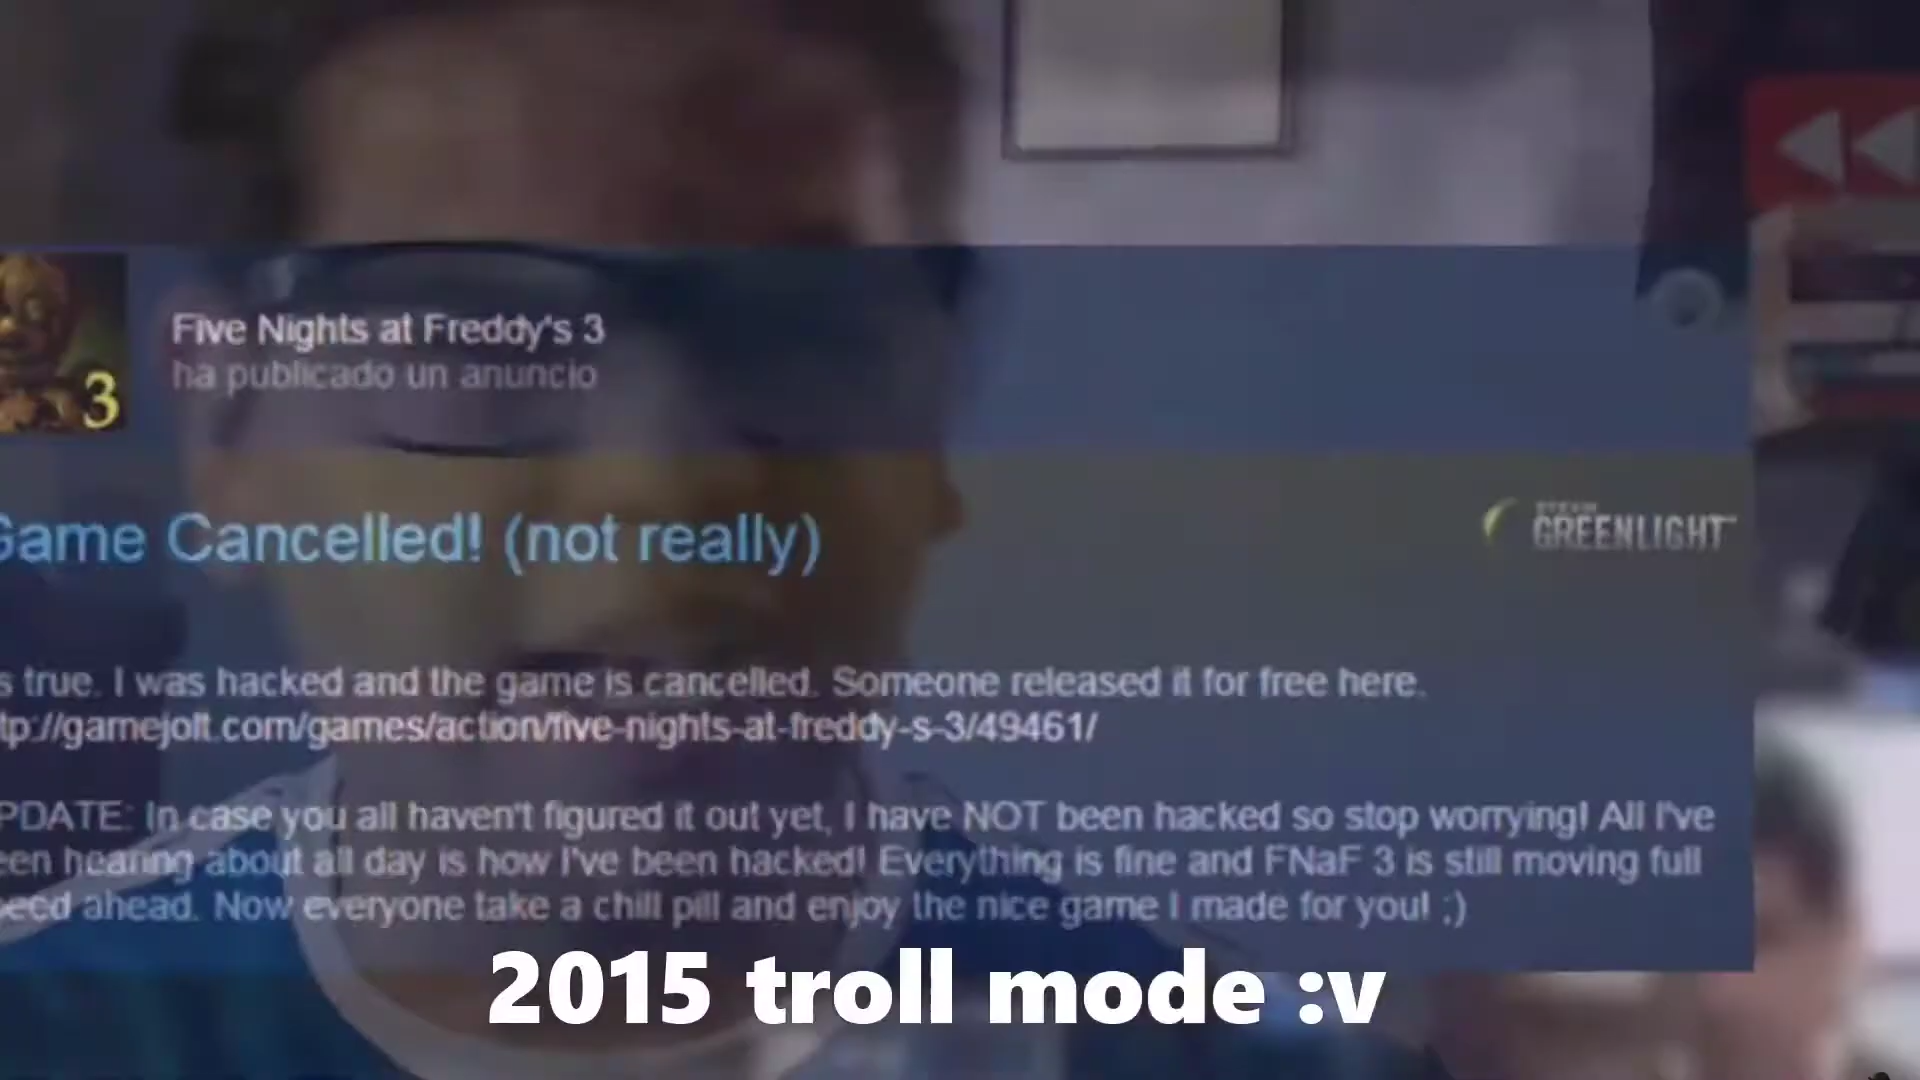 Five Nights at Freddy's 3
ha publicado un anuncio
3
Game Cancelled! (not really)
STEAM
GREENLIGHT™
s true. I was hacked and the game is cancelled. Someone released it for free here.
tp://gamejolt.com/games/action/five-nights-at-freddy-s-3/49461/
PDATE: In case you all haven't figured it out yet, I have NOT been hacked so stop worrying! All I've
een hearing about all day is how I've been hacked! Everything is fine and FNaF 3 is still moving full
peed ahead. Now everyone take a chill pill and enjoy the nice game I made for you! ;)
2015 troll mode :v